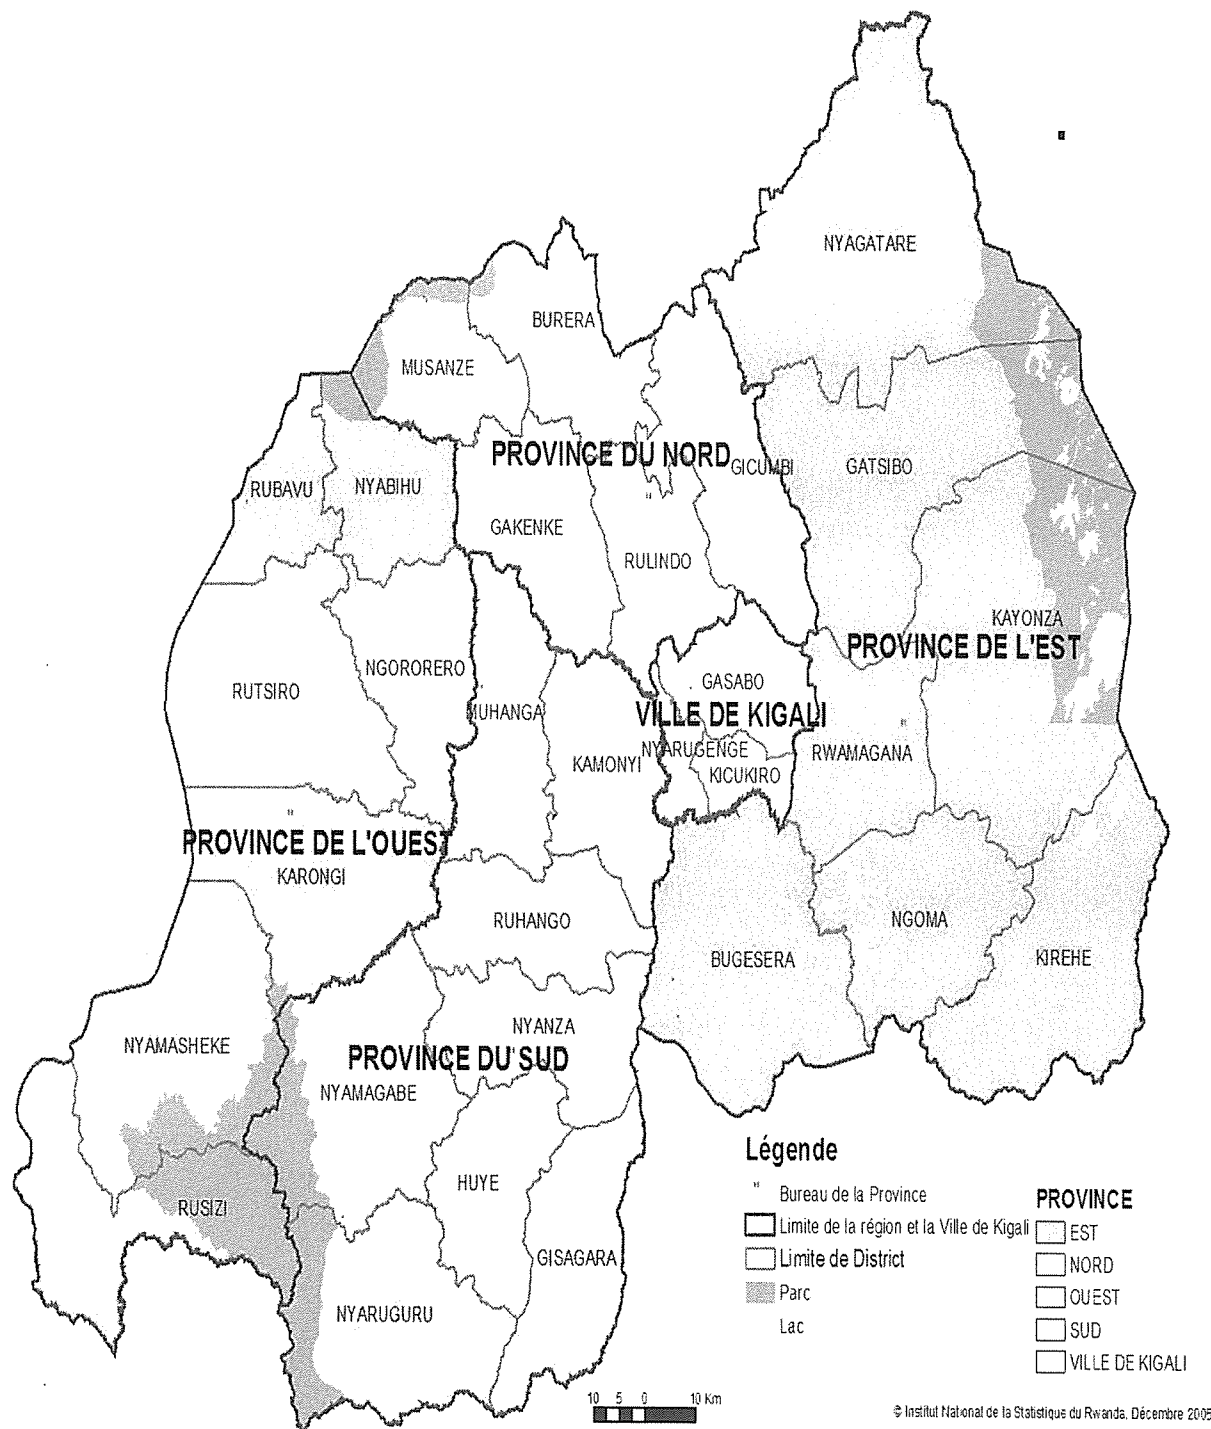 NYAGATARE
BURERA
MUSANZE
PROVINCE DU NORD
GICUMBI
GATSIBO
RUBAVU
NYABIHU
GAKENKE
RULINDO
KAYONZA
PROVINCE DE L'EST
NGORORERO
GASABO
RUTSIRO
MUHANGA
VILLE DE KIGALI
NYARUGENGE
RWAMAGANA
KAMONYI
KICUKIRO
PROVINCE DE L'OUEST
KARONGI
RUHANGO
NGOMA
BUGESERA
KIREHE
NYANZA
NYAMASHEKE
PROVINCE DU SUD
NYAMAGABE
HUYE
RUSIZI
GISAGARA
NYARUGURU
Légende
" Bureau de la Province
Limite de la région et la Ville de Kigali
Limite de District
Parc
Lac
PROVINCE
EST
NORD
OUEST
SUD
VILLE DE KIGALI
10 5 0 10 Km
© Institut National de la Statistique du Rwanda, Décembre 2005